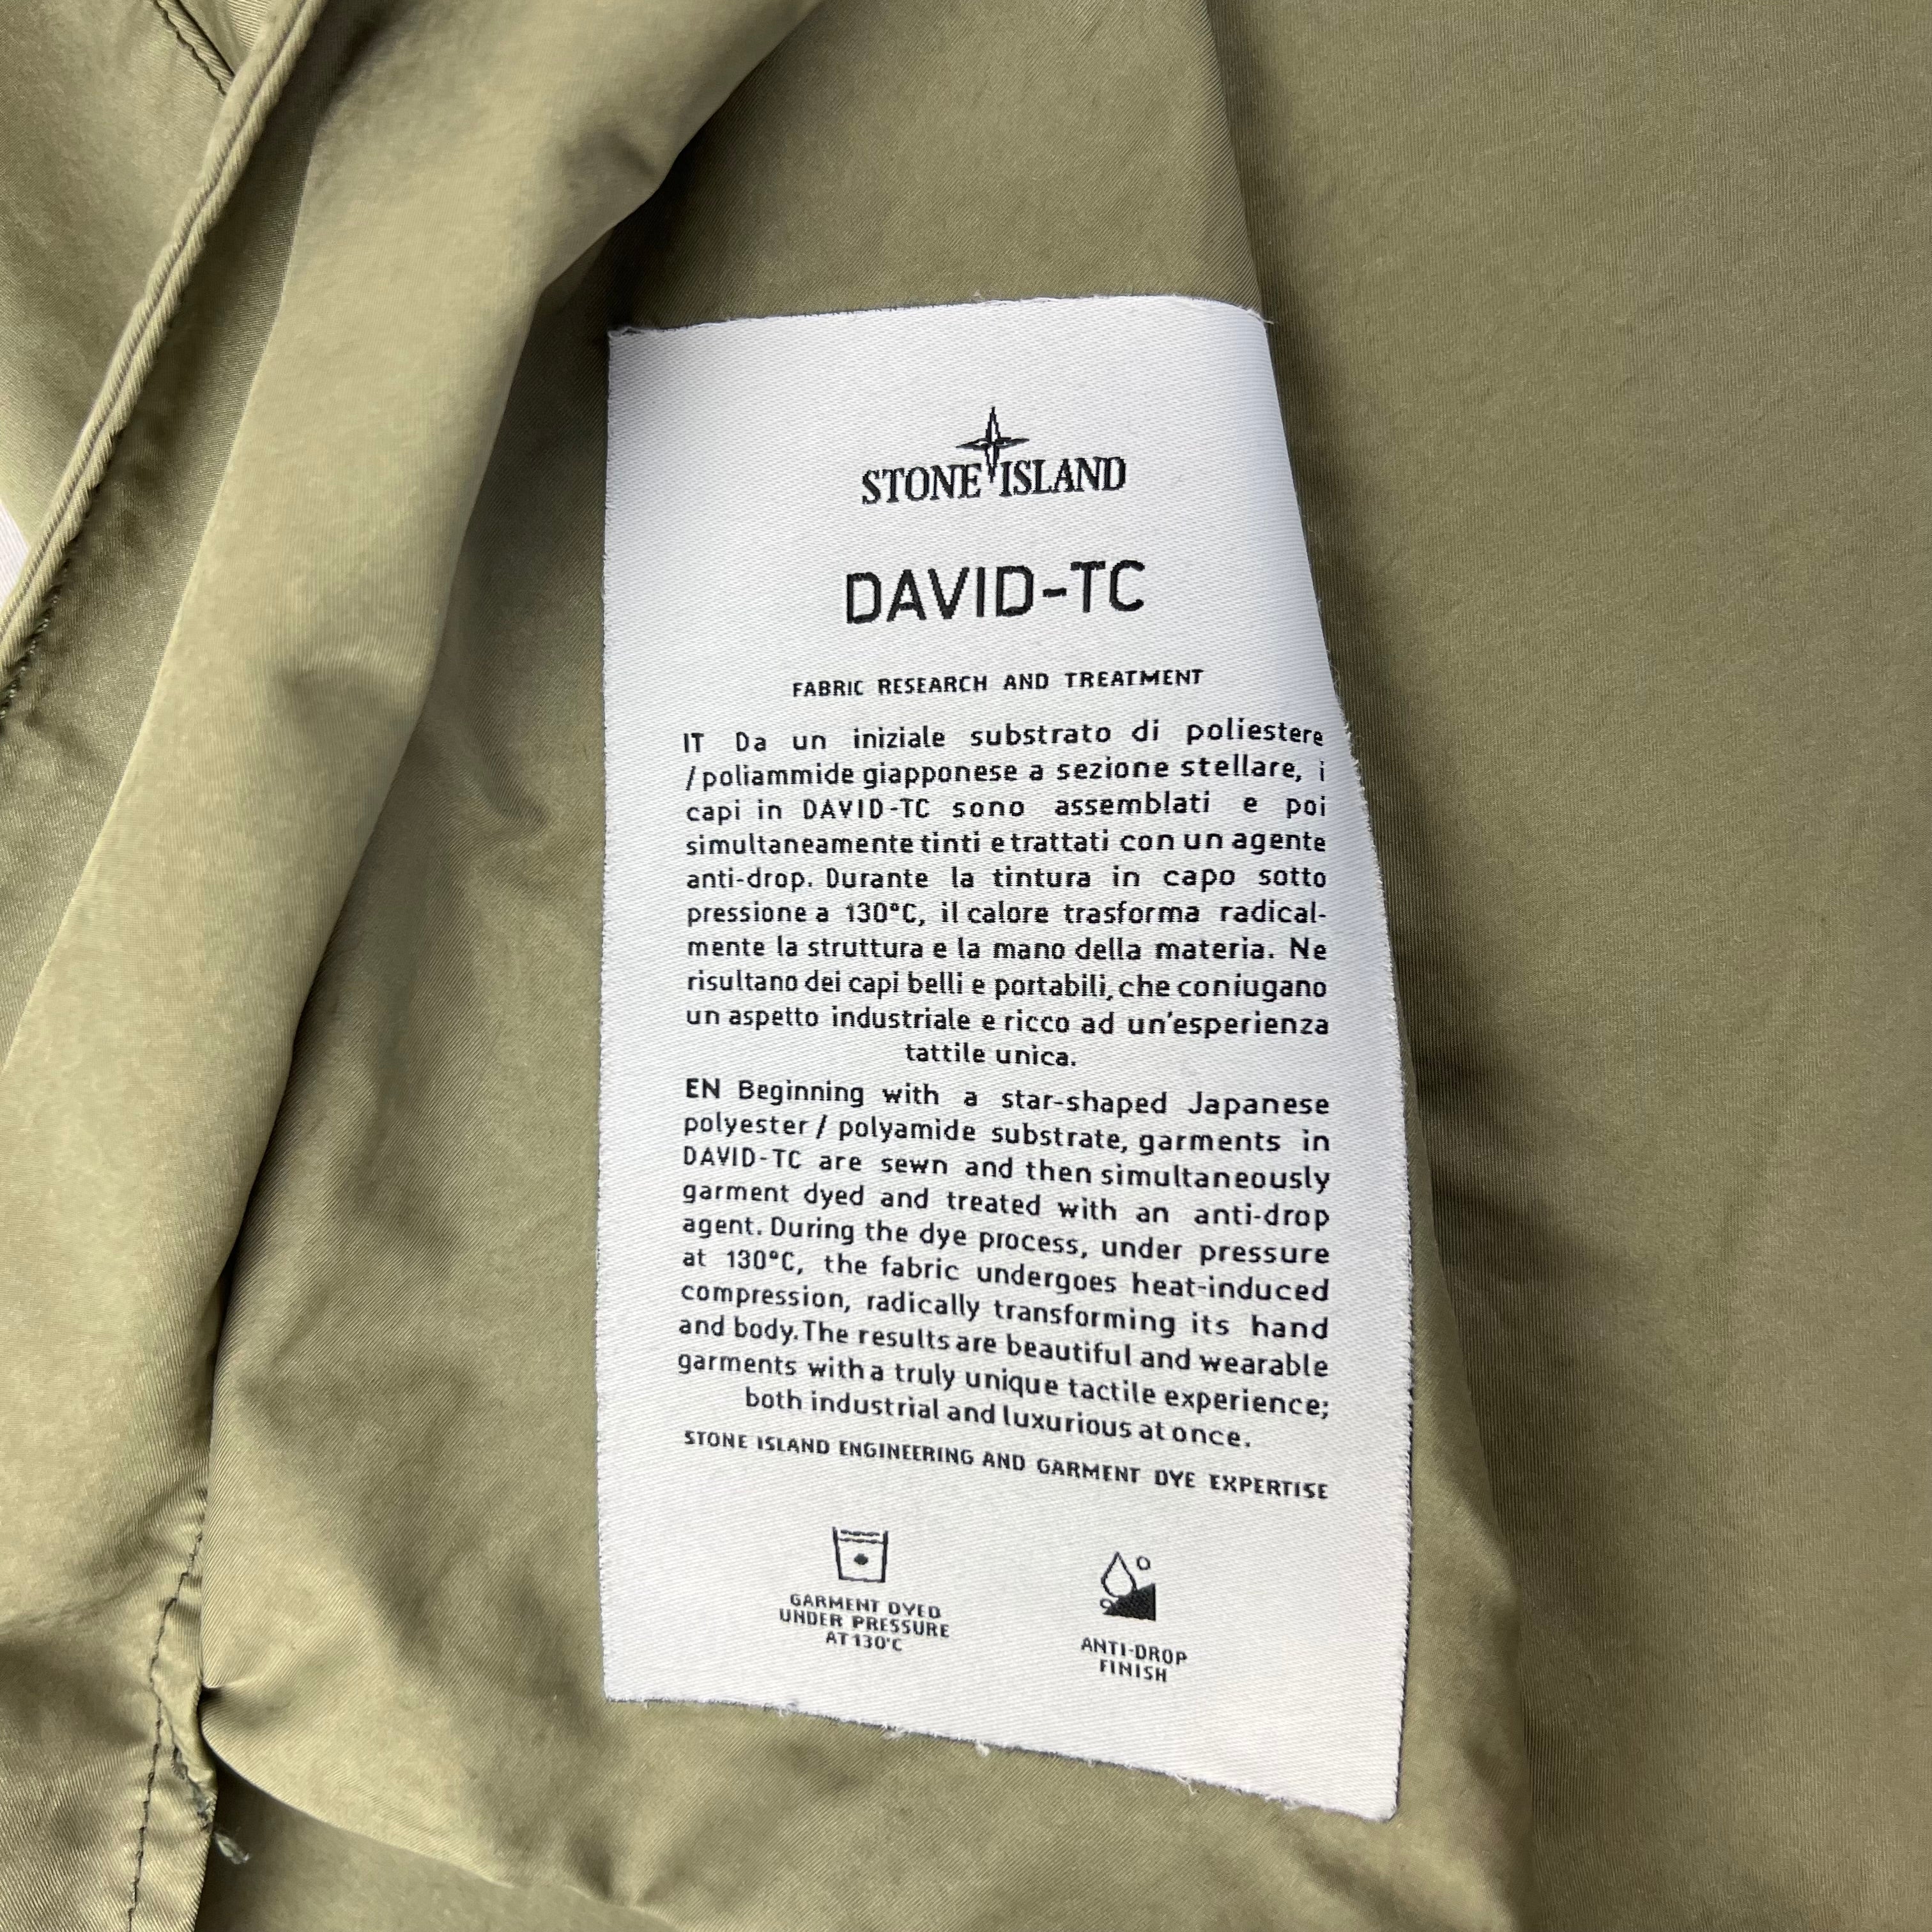 STONE ISLAND
DAVID-TC
FABRIC RESEARCH AND TREATMENT
IT Da un iniziale substrato di poliestere
/poliammide giapponese a sezione stellare, i
capi in DAVID-TC sono assemblati e poi
simultaneamente tinti e trattati con un agente
anti-drop. Durante la tintura in capo sotto
pressione a 130°C, il calore trasforma radical-
mente la struttura e la mano della materia. Ne
risultano dei capi belli e portabili, che coniugano
un aspetto industriale e ricco ad un'esperienza
tattile unica.
EN Beginning with a star-shaped Japanese
polyester / polyamide substrate, garments in
DAVID-TC are sewn and then simultaneously
garment dyed and treated with an anti-drop
agent. During the dye process, under pressure
at 130°C, the fabric undergoes heat-induced
compression, radically transforming its hand
and body. The results are beautiful and wearable
garments with a truly unique tactile experience;
both industrial and luxurious at once.
STONE ISLAND ENGINEERING AND GARMENT DYE EXPERTISE
GARMENT DYED
UNDER PRESSURE
AT 130°C
ANTI-DROP
FINISH